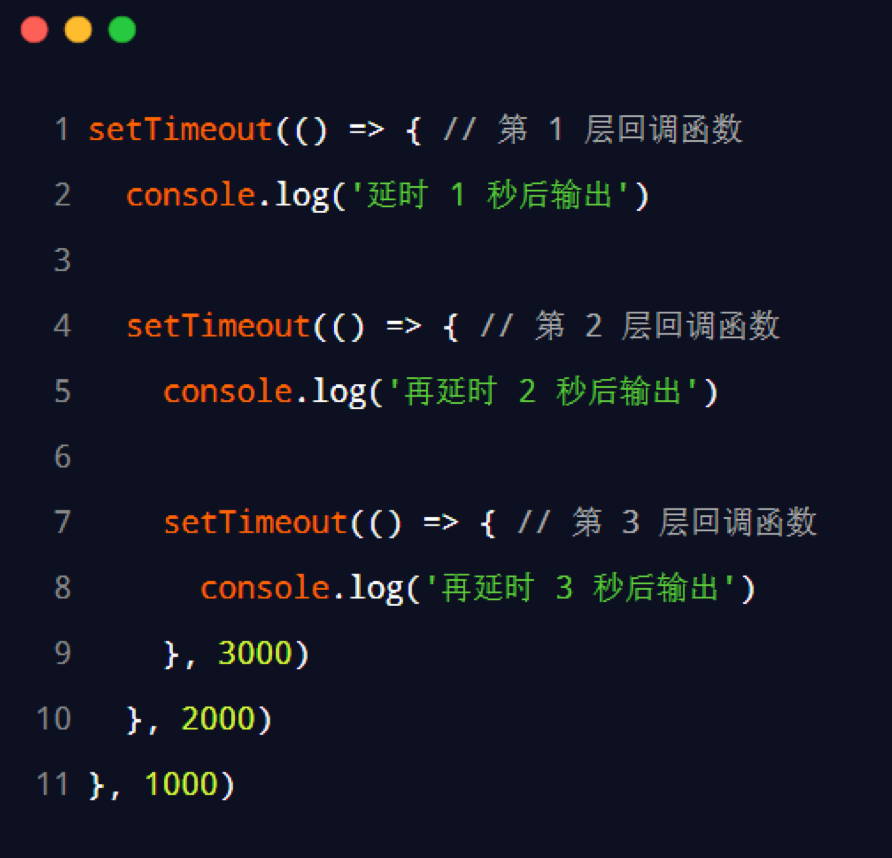 1 setTimeout(() => { // 第 1 层回调函数
2   console.log('延时 1 秒后输出')
3
4   setTimeout(() => { // 第 2 层回调函数
5     console.log('再延时 2 秒后输出')
6
7     setTimeout(() => { // 第 3 层回调函数
8       console.log('再延时 3 秒后输出')
9     }, 3000)
10   }, 2000)
11 }, 1000)